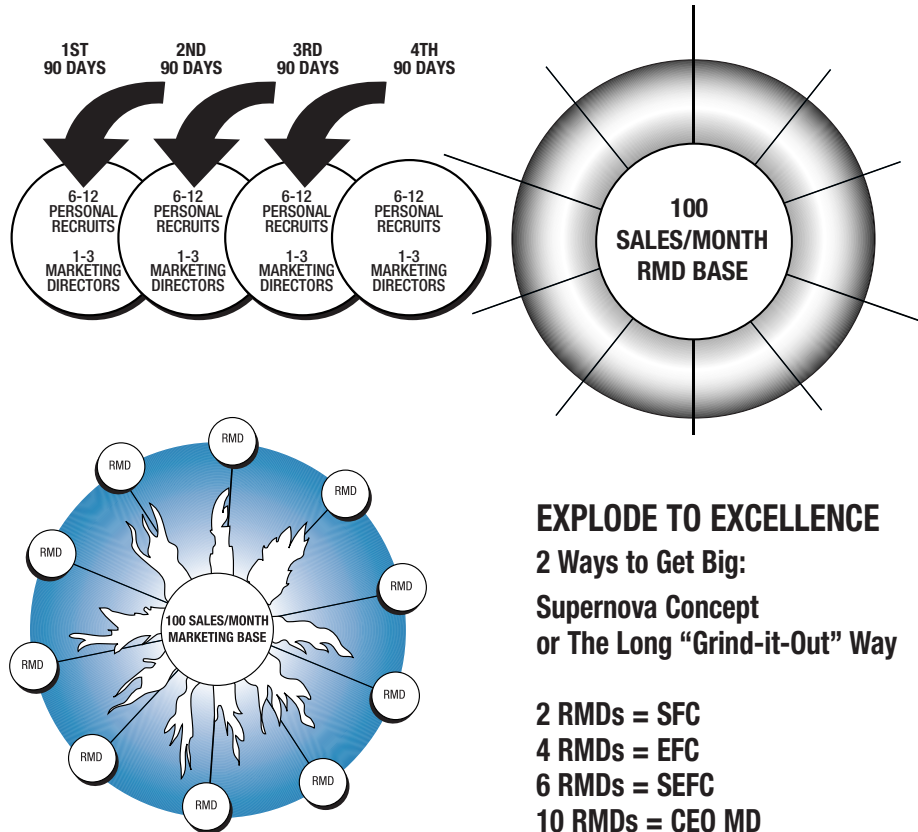 1ST
90 DAYS
2ND
90 DAYS
3RD
90 DAYS
4TH
90 DAYS
6-12
PERSONAL
RECRUITS
1-3
MARKETING
DIRECTORS
6-12
PERSONAL
RECRUITS
1-3
MARKETING
DIRECTORS
6-12
PERSONAL
RECRUITS
1-3
MARKETING
DIRECTORS
6-12
PERSONAL
RECRUITS
1-3
MARKETING
DIRECTORS
100
SALES/MONTH
RMD BASE
RMD
RMD
RMD
RMD
RMD
RMD
RMD
RMD
RMD
RMD
100 SALES/MONTH
MARKETING BASE
EXPLODE TO EXCELLENCE
2 Ways to Get Big:
Supernova Concept
or The Long “Grind-it-Out” Way
2 RMDs = SFC
4 RMDs = EFC
6 RMDs = SEFC
10 RMDs = CEO MD